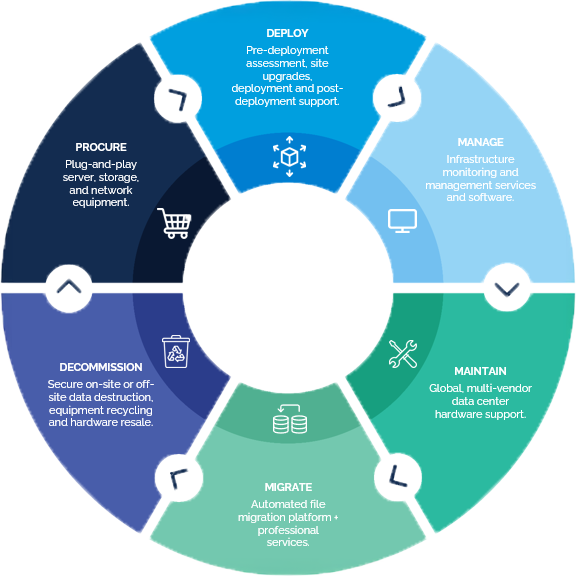 DEPLOY
Pre-deployment
assessment, site
upgrades,
deployment and post-
deployment support.
MANAGE
Infrastructure
monitoring and
management services
and software.
MAINTAIN
Global, multi-vendor
data center
hardware support.
MIGRATE
Automated file
migration platform +
professional
services.
DECOMMISSION
Secure on-site or off-
site data destruction,
equipment recycling
and hardware resale.
PROCURE
Plug-and-play
server, storage,
and network
equipment.